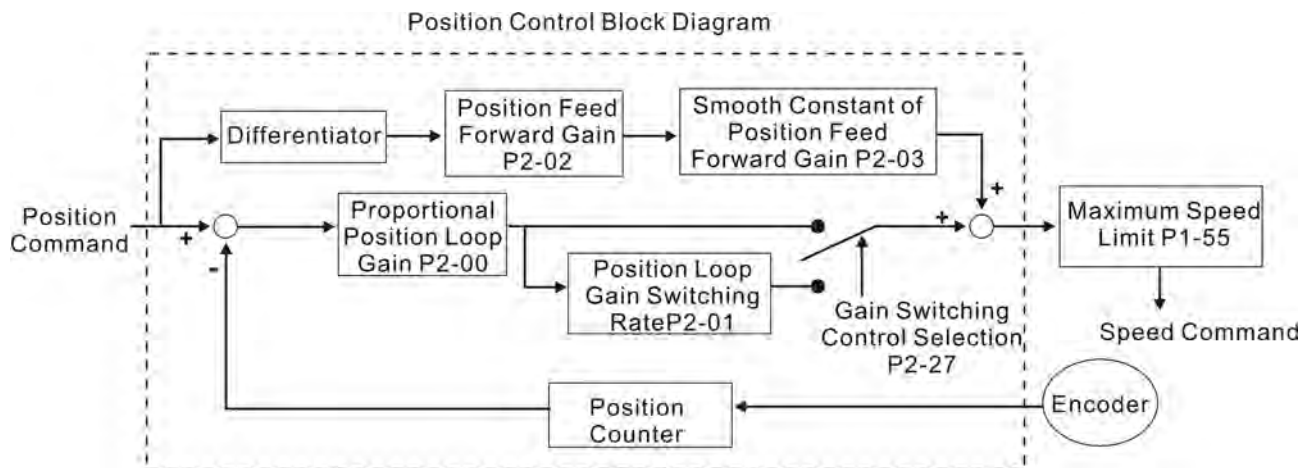 Position Control Block Diagram
Differentiator
Position Feed
Forward Gain
P2-02
Smooth Constant of
Position Feed
Forward Gain P2-03
+
Position
Command
+
-
Proportional
Position Loop
Gain P2-00
Position Loop
Gain Switching
RateP2-01
+
Gain Switching
Control Selection
P2-27
Maximum Speed
Limit P1-55
Speed Command
Position
Counter
Encoder